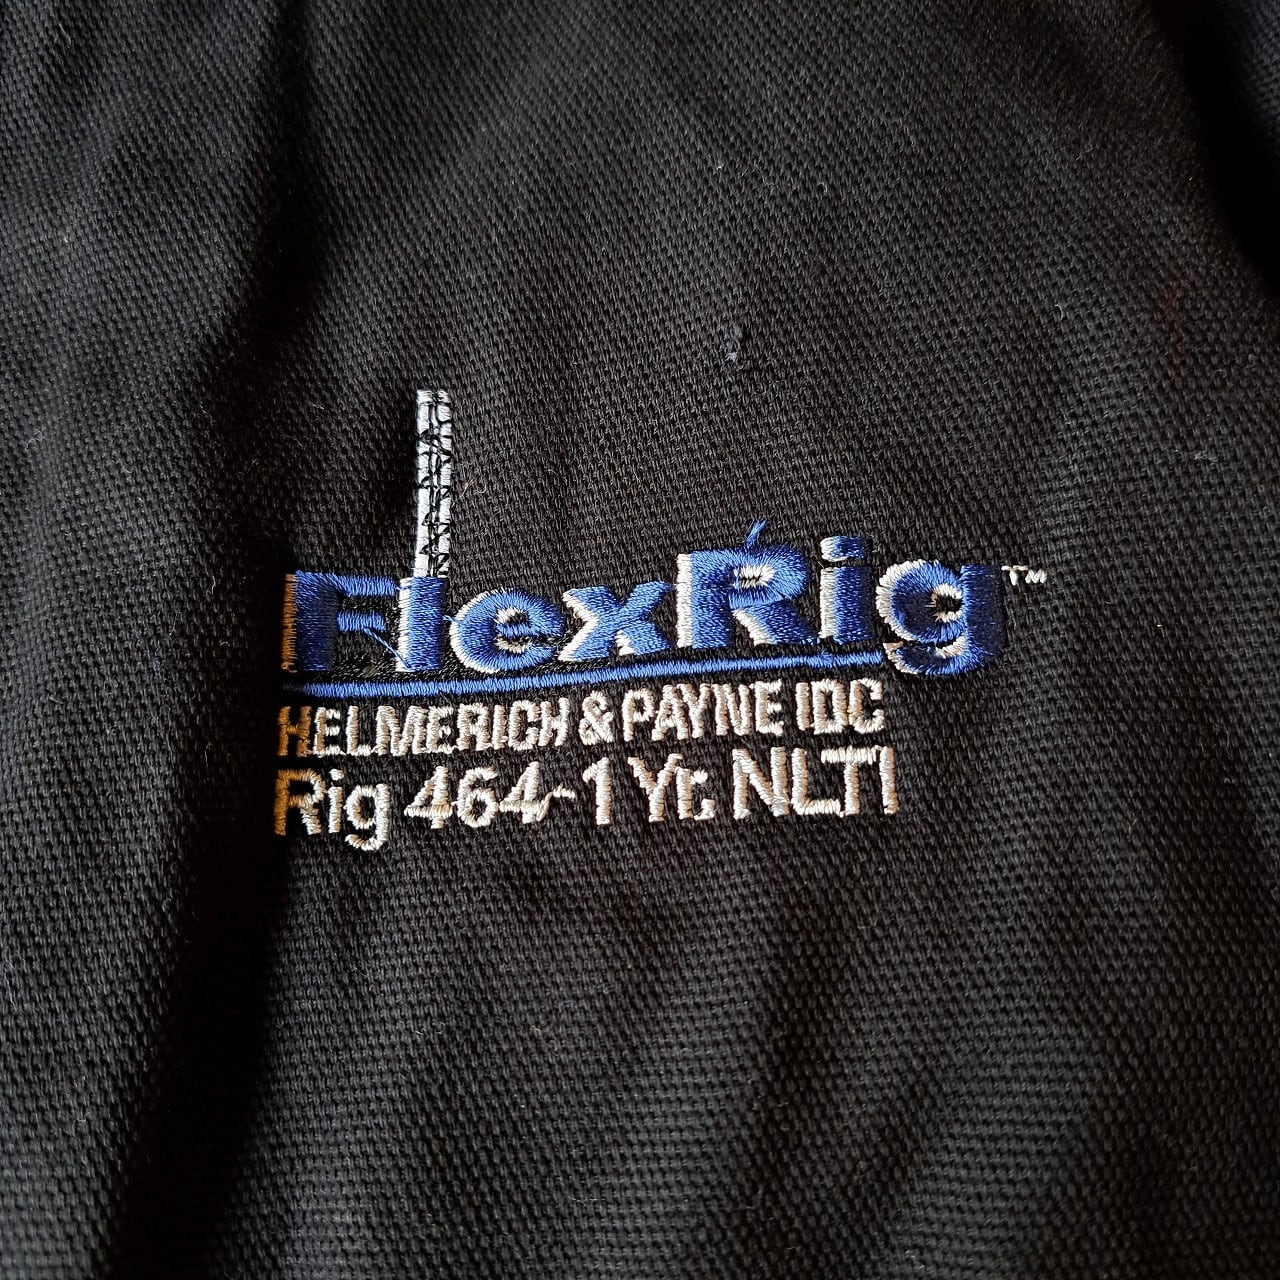 FlexRig™
HELMERICH & PAYNE IDC
Rig 464-1 Yr NLTI